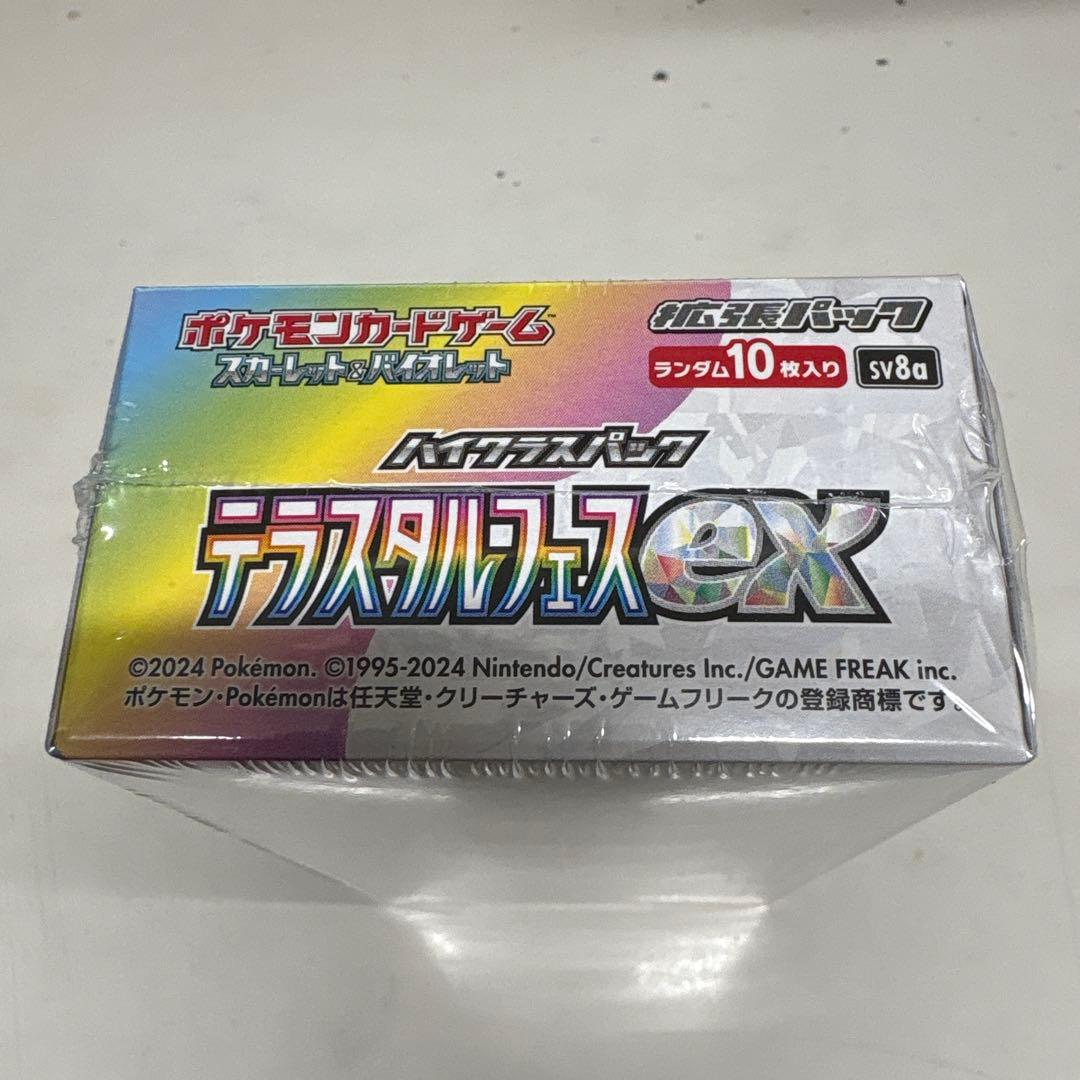 ポケモンカードゲーム™
スカーレット&バイオレット
拡張パック
ランダム10枚入り SV8a
ハイクラスパック
テラスタル・フェスex
©2024 Pokémon. ©1995-2024 Nintendo/Creatures Inc./GAME FREAK inc.
ポケモン・Pokémonは任天堂・クリーチャーズ・ゲームフリークの登録商標です。